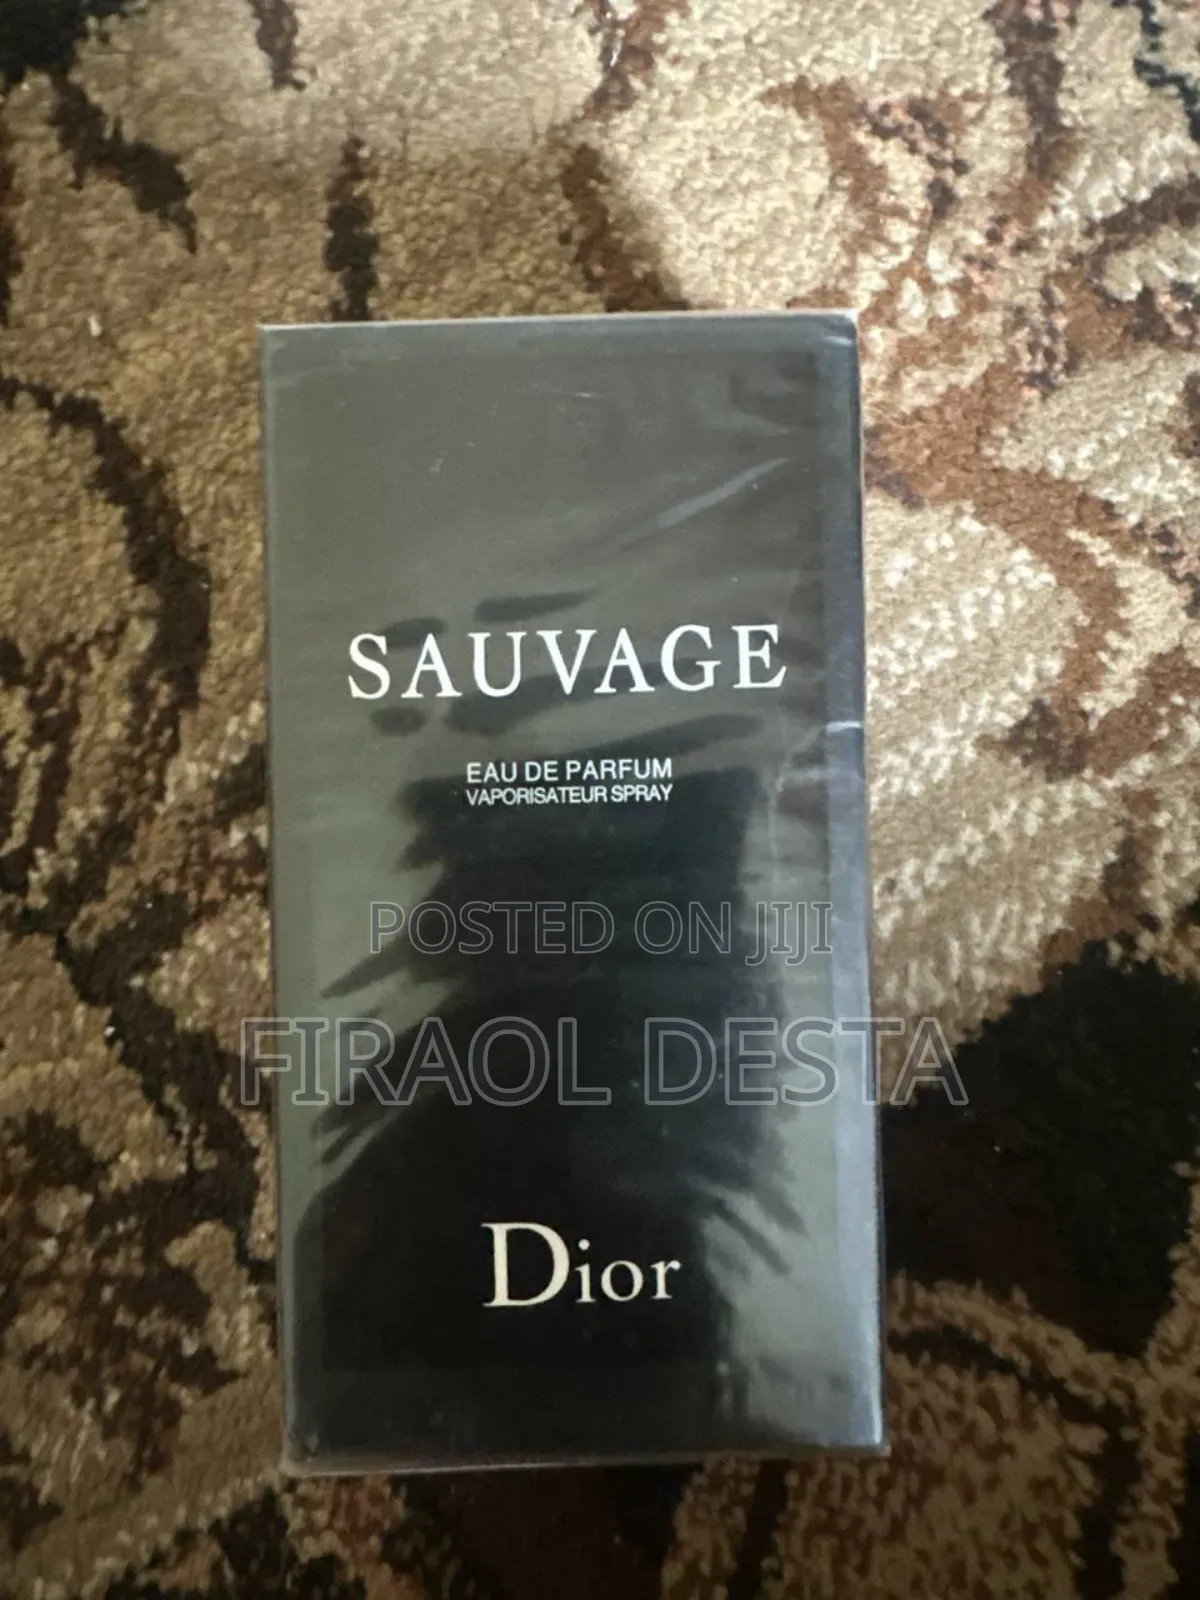 SAUVAGE
EAU DE PARFUM
VAPORISATEUR SPRAY
POSTED ON JIJI
FIRAOL DESTA
Dior